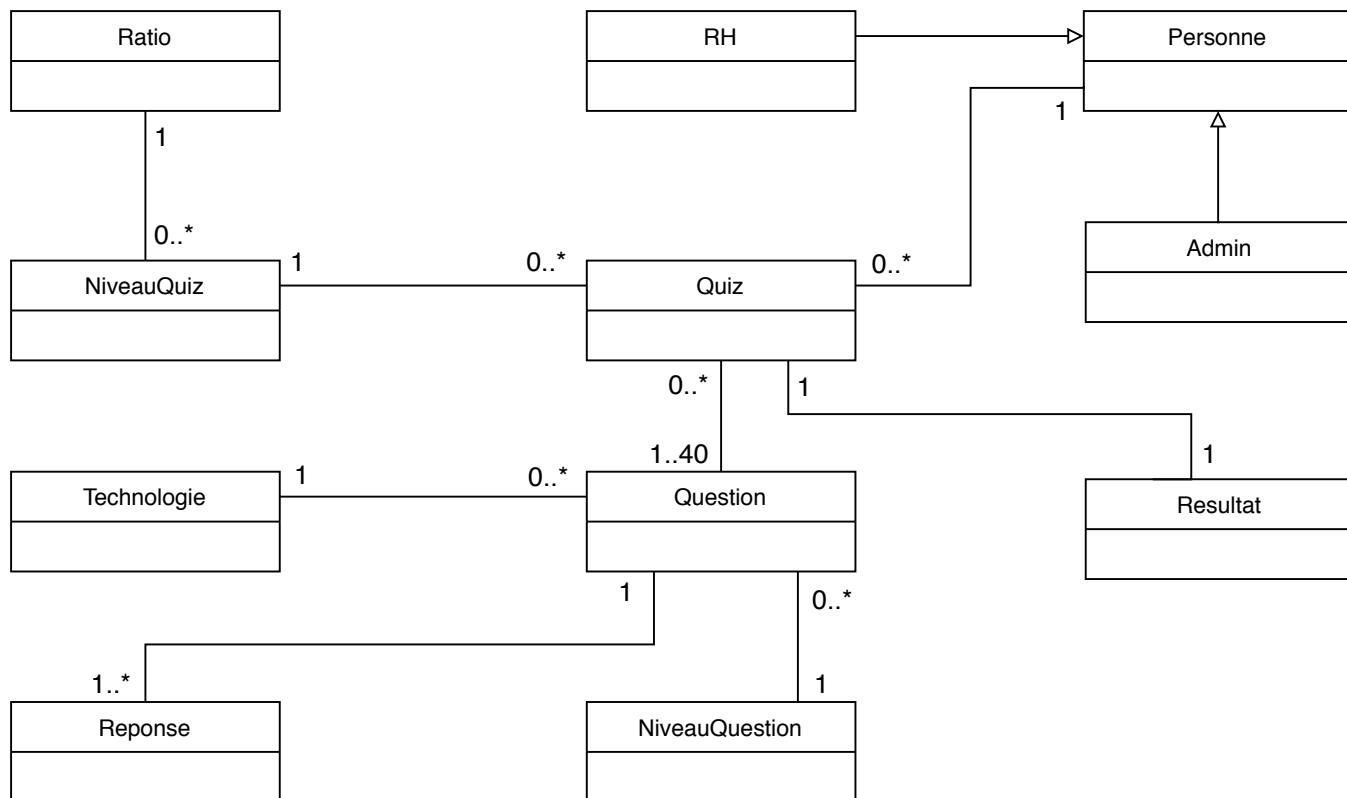 Ratio
RH
Personne
1
1
0..*
Admin
NiveauQuiz
1
0..*
Quiz
0..*
0..*
1
1..40
Technologie
1
0..*
Question
1
Resultat
1
0..*
1..*
1
Reponse
NiveauQuestion